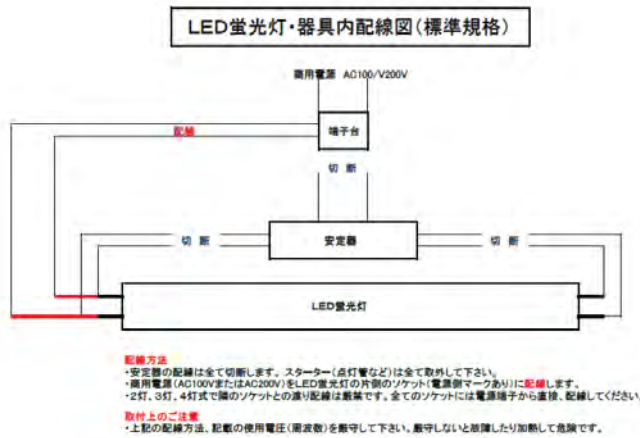 LED蛍光灯・器具内配線図(標準規格)
商用電源 AC100/V200V
端子台
配線
切 断
安定器
切 断
切 断
LED蛍光灯
配線方法
・安定器の配線は全て切断します。スターター(点灯管など)は全て取外して下さい。
・商用電源(AC100VまたはAC200V)をLED蛍光灯の片側のソケット(電源側マークあり)に配線します。
・2灯、3灯、4灯式で隣のソケットとの渡り配線は厳禁です。全てのソケットには電源端子から直接、配線してください。
取付上のご注意
・上記の配線方法、記載の使用電圧(周波数)を厳守して下さい。厳守しないと故障したり加熱して危険です。